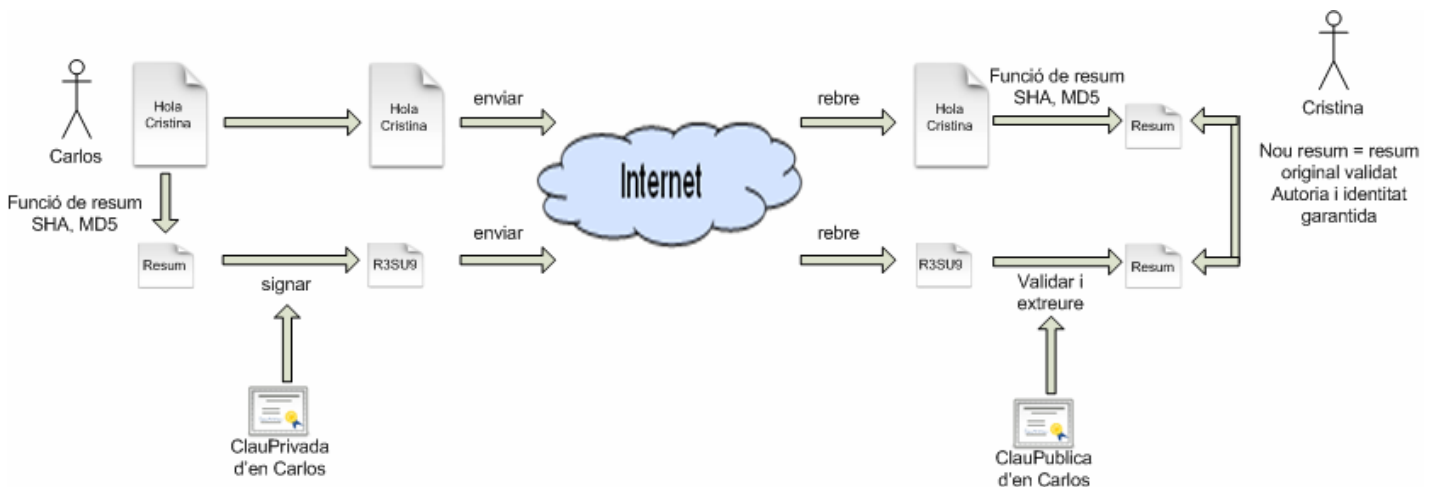 Carlos
Hola
Cristina
Hola
Cristina
enviar
Internet
rebre
Hola
Cristina
Funció de resum
SHA, MD5
Resum
Cristina
Nou resum = resum
original validat
Autoria i identitat
garantida
Funció de resum
SHA, MD5
Resum
signar
R3SU9
enviar
rebre
R3SU9
Validar i
extreure
Resum
ClauPrivada
d'en Carlos
ClauPublica
d'en Carlos